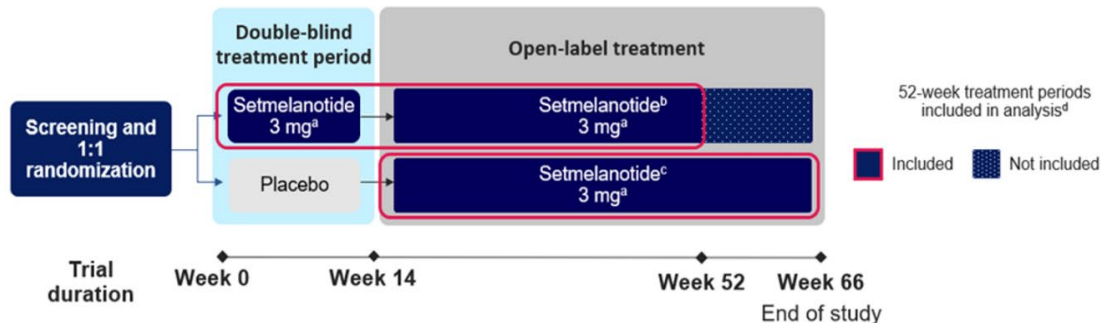 Double-blind
treatment period
Open-label treatment
Screening and
1:1
randomization
Setmelanotide
3 mgᵃ
Setmelanotideᵇ
3 mgᵃ
Placebo
Setmelanotideᶜ
3 mgᵃ
52-week treatment periods
included in analysisᵈ
Included
Not included
Trial
duration
Week 0
Week 14
Week 52
Week 66
End of study